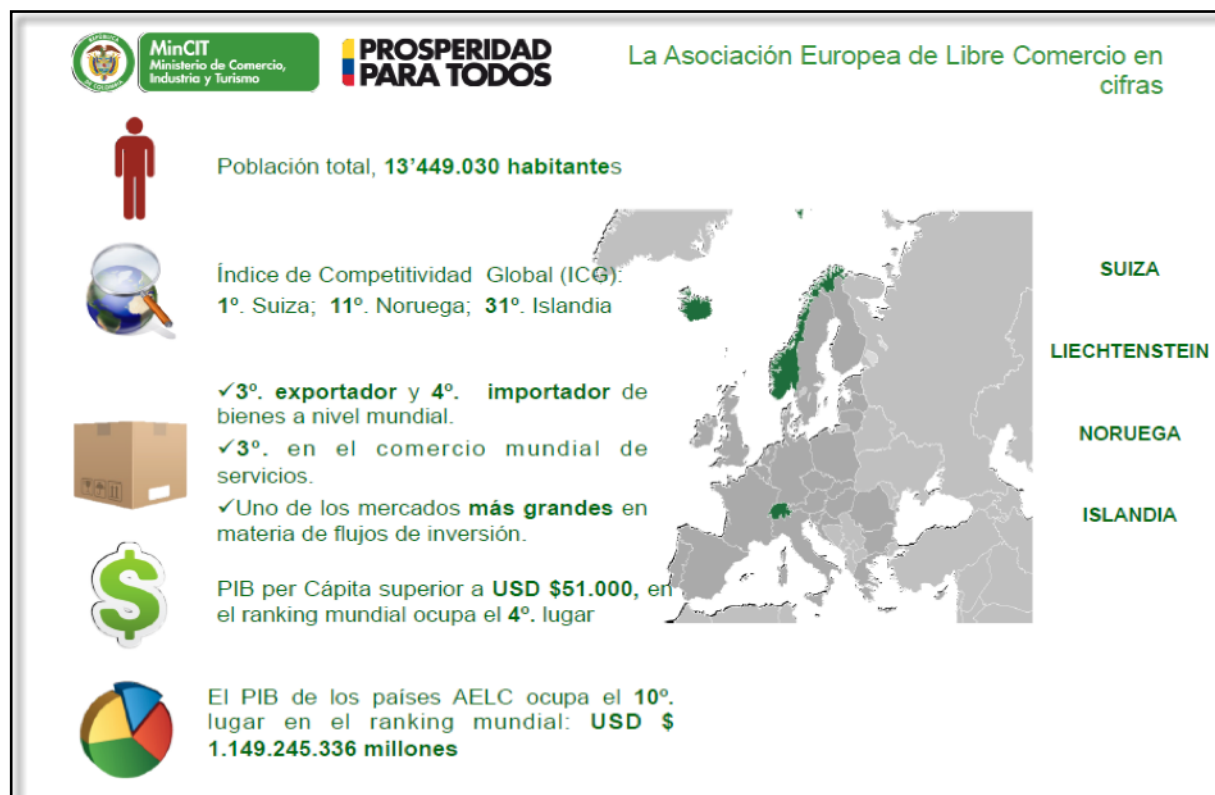 REPÚBLICA
DE COLOMBIA
MinCIT
Ministerio de Comercio,
Industria y Turismo
PROSPERIDAD
PARA TODOS
La Asociación Europea de Libre Comercio en
cifras
Población total, 13’449.030 habitantes
Índice de Competitividad Global (ICG):
1º. Suiza; 11º. Noruega; 31º. Islandia
✓3º. exportador y 4º. importador de
bienes a nivel mundial.
✓3º. en el comercio mundial de
servicios.
✓Uno de los mercados más grandes en
materia de flujos de inversión.
PIB per Cápita superior a USD $51.000, en
el ranking mundial ocupa el 4º. lugar
El PIB de los países AELC ocupa el 10º.
lugar en el ranking mundial: USD $
1.149.245.336 millones
SUIZA
LIECHTENSTEIN
NORUEGA
ISLANDIA
$